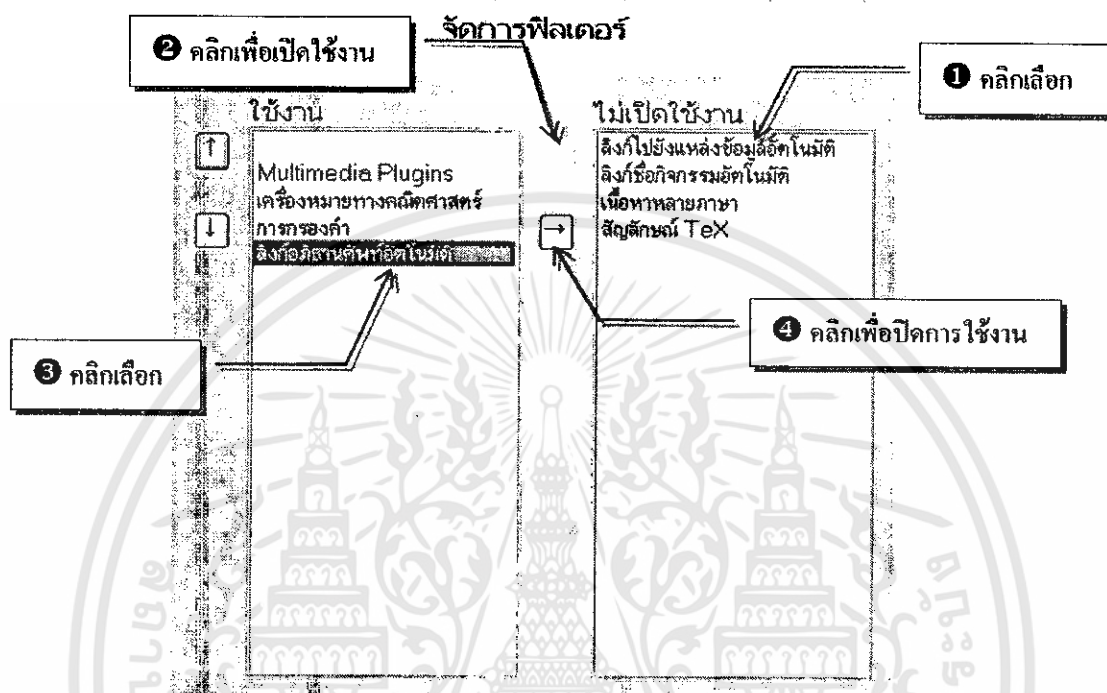 จัดการฟิลเตอร์
❷ คลิกเพื่อเปิดใช้งาน
❶ คลิกเลือก
ใช้งาน
ไม่เปิดใช้งาน
↑
↓
Multimedia Plugins
เครื่องหมายทางคณิตศาสตร์
การกรองคำ
ลิงก์อภิธานศัพท์อัตโนมัติ
→
ลิงก์ไปยังแหล่งข้อมูลอัตโนมัติ
ลิงก์ชื่อกิจกรรมอัตโนมัติ
เนื้อหาหลายภาษา
สัญลักษณ์ TeX
❸ คลิกเลือก
❹ คลิกเพื่อปิดการใช้งาน